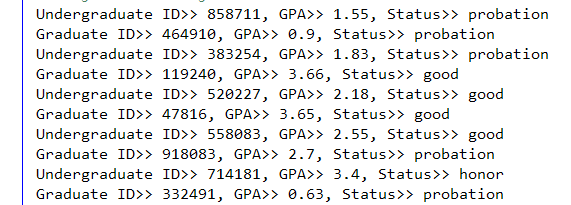 Undergraduate ID>> 858711, GPA>> 1.55, Status>> probation
Graduate ID>> 464910, GPA>> 0.9, Status>> probation
Undergraduate ID>> 383254, GPA>> 1.83, Status>> probation
Graduate ID>> 119240, GPA>> 3.66, Status>> good
Undergraduate ID>> 520227, GPA>> 2.18, Status>> good
Graduate ID>> 47816, GPA>> 3.65, Status>> good
Undergraduate ID>> 558083, GPA>> 2.55, Status>> good
Graduate ID>> 918083, GPA>> 2.7, Status>> probation
Undergraduate ID>> 714181, GPA>> 3.4, Status>> honor
Graduate ID>> 332491, GPA>> 0.63, Status>> probation